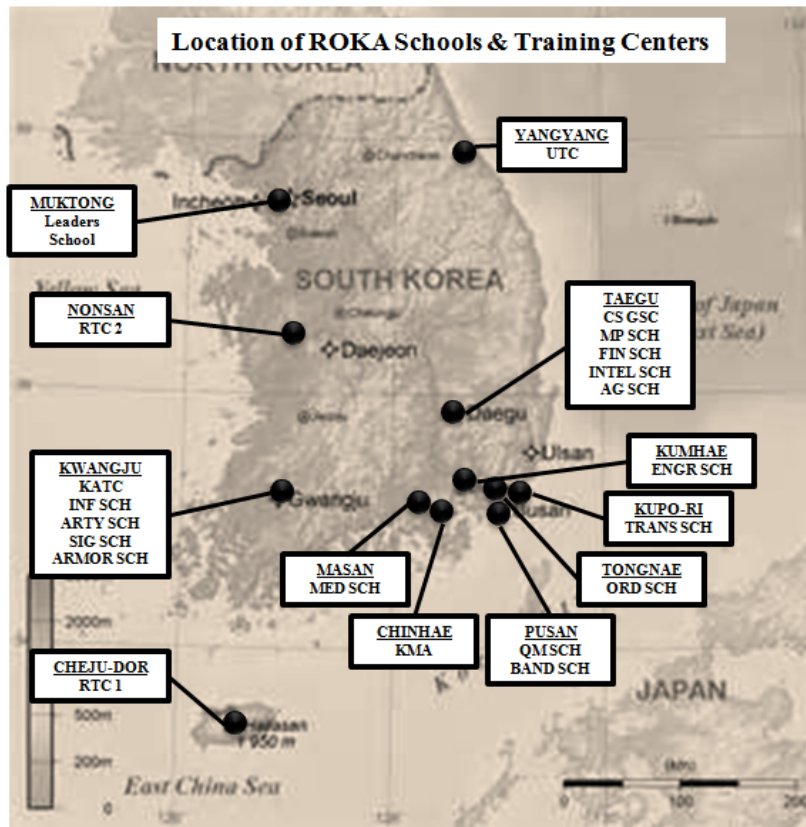 Location of ROKA Schools & Training Centers
NORTH KOREA
YANGYANG
UTC
Chuncheon
MUKTONG
Leaders
School
Incheon
Seoul
SOUTH KOREA
Yellow Sea
NONSAN
RTC 2
Daejeon
TAEGU
CS GSC
MP SCH
FIN SCH
INTEL SCH
AG SCH
of Japan
st Sea)
Daegu
Ulsan
KUMHAE
ENGR SCH
KWANGJU
KATC
INF SCH
ARTY SCH
SIG SCH
ARMOR SCH
Gwangju
KUPO-RI
TRANS SCH
MASAN
MED SCH
TONGNAE
ORD SCH
CHINHAE
KMA
PUSAN
QM SCH
BAND SCH
2000m
CHEJU-DOR
RTC 1
500m
200m
0
950 m
East China Sea
JAPAN
(km)
0 100 200